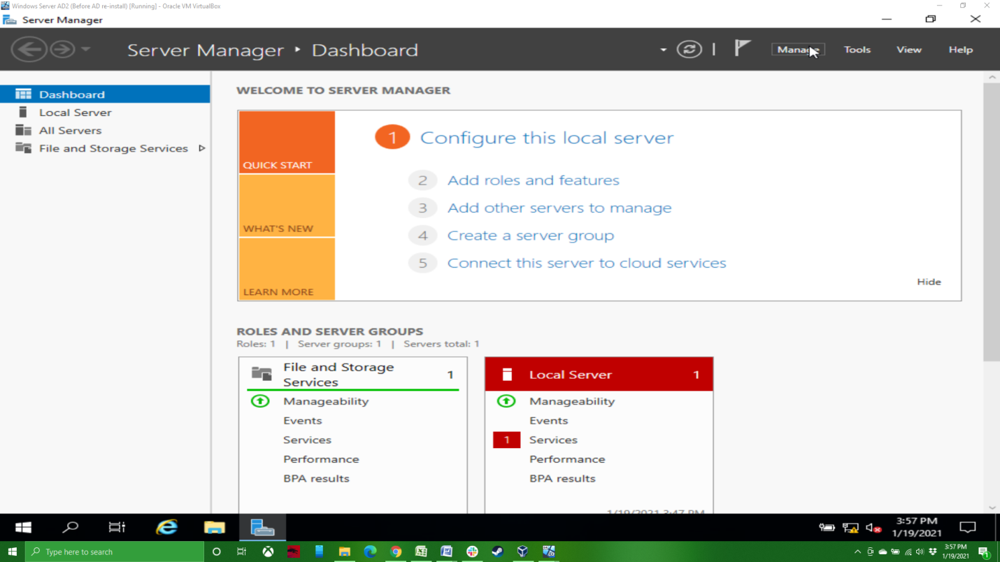 Windows Server AD2 (Before AD re-install) [Running] - Oracle VM VirtualBox
Server Manager
Server Manager ‣ Dashboard
Manage
Tools
View
Help
Dashboard
Local Server
All Servers
File and Storage Services
WELCOME TO SERVER MANAGER
QUICK START
WHAT'S NEW
LEARN MORE
1 Configure this local server
2 Add roles and features
3 Add other servers to manage
4 Create a server group
5 Connect this server to cloud services
Hide
ROLES AND SERVER GROUPS
Roles: 1 | Server groups: 1 | Servers total: 1
File and Storage
Services
1
Manageability
Events
Services
Performance
BPA results
Local Server 1
Manageability
Events
1 Services
Performance
BPA results
1/19/2021 3:47 PM
3:57 PM
1/19/2021
Type here to search
3:57 PM
1/19/2021
1